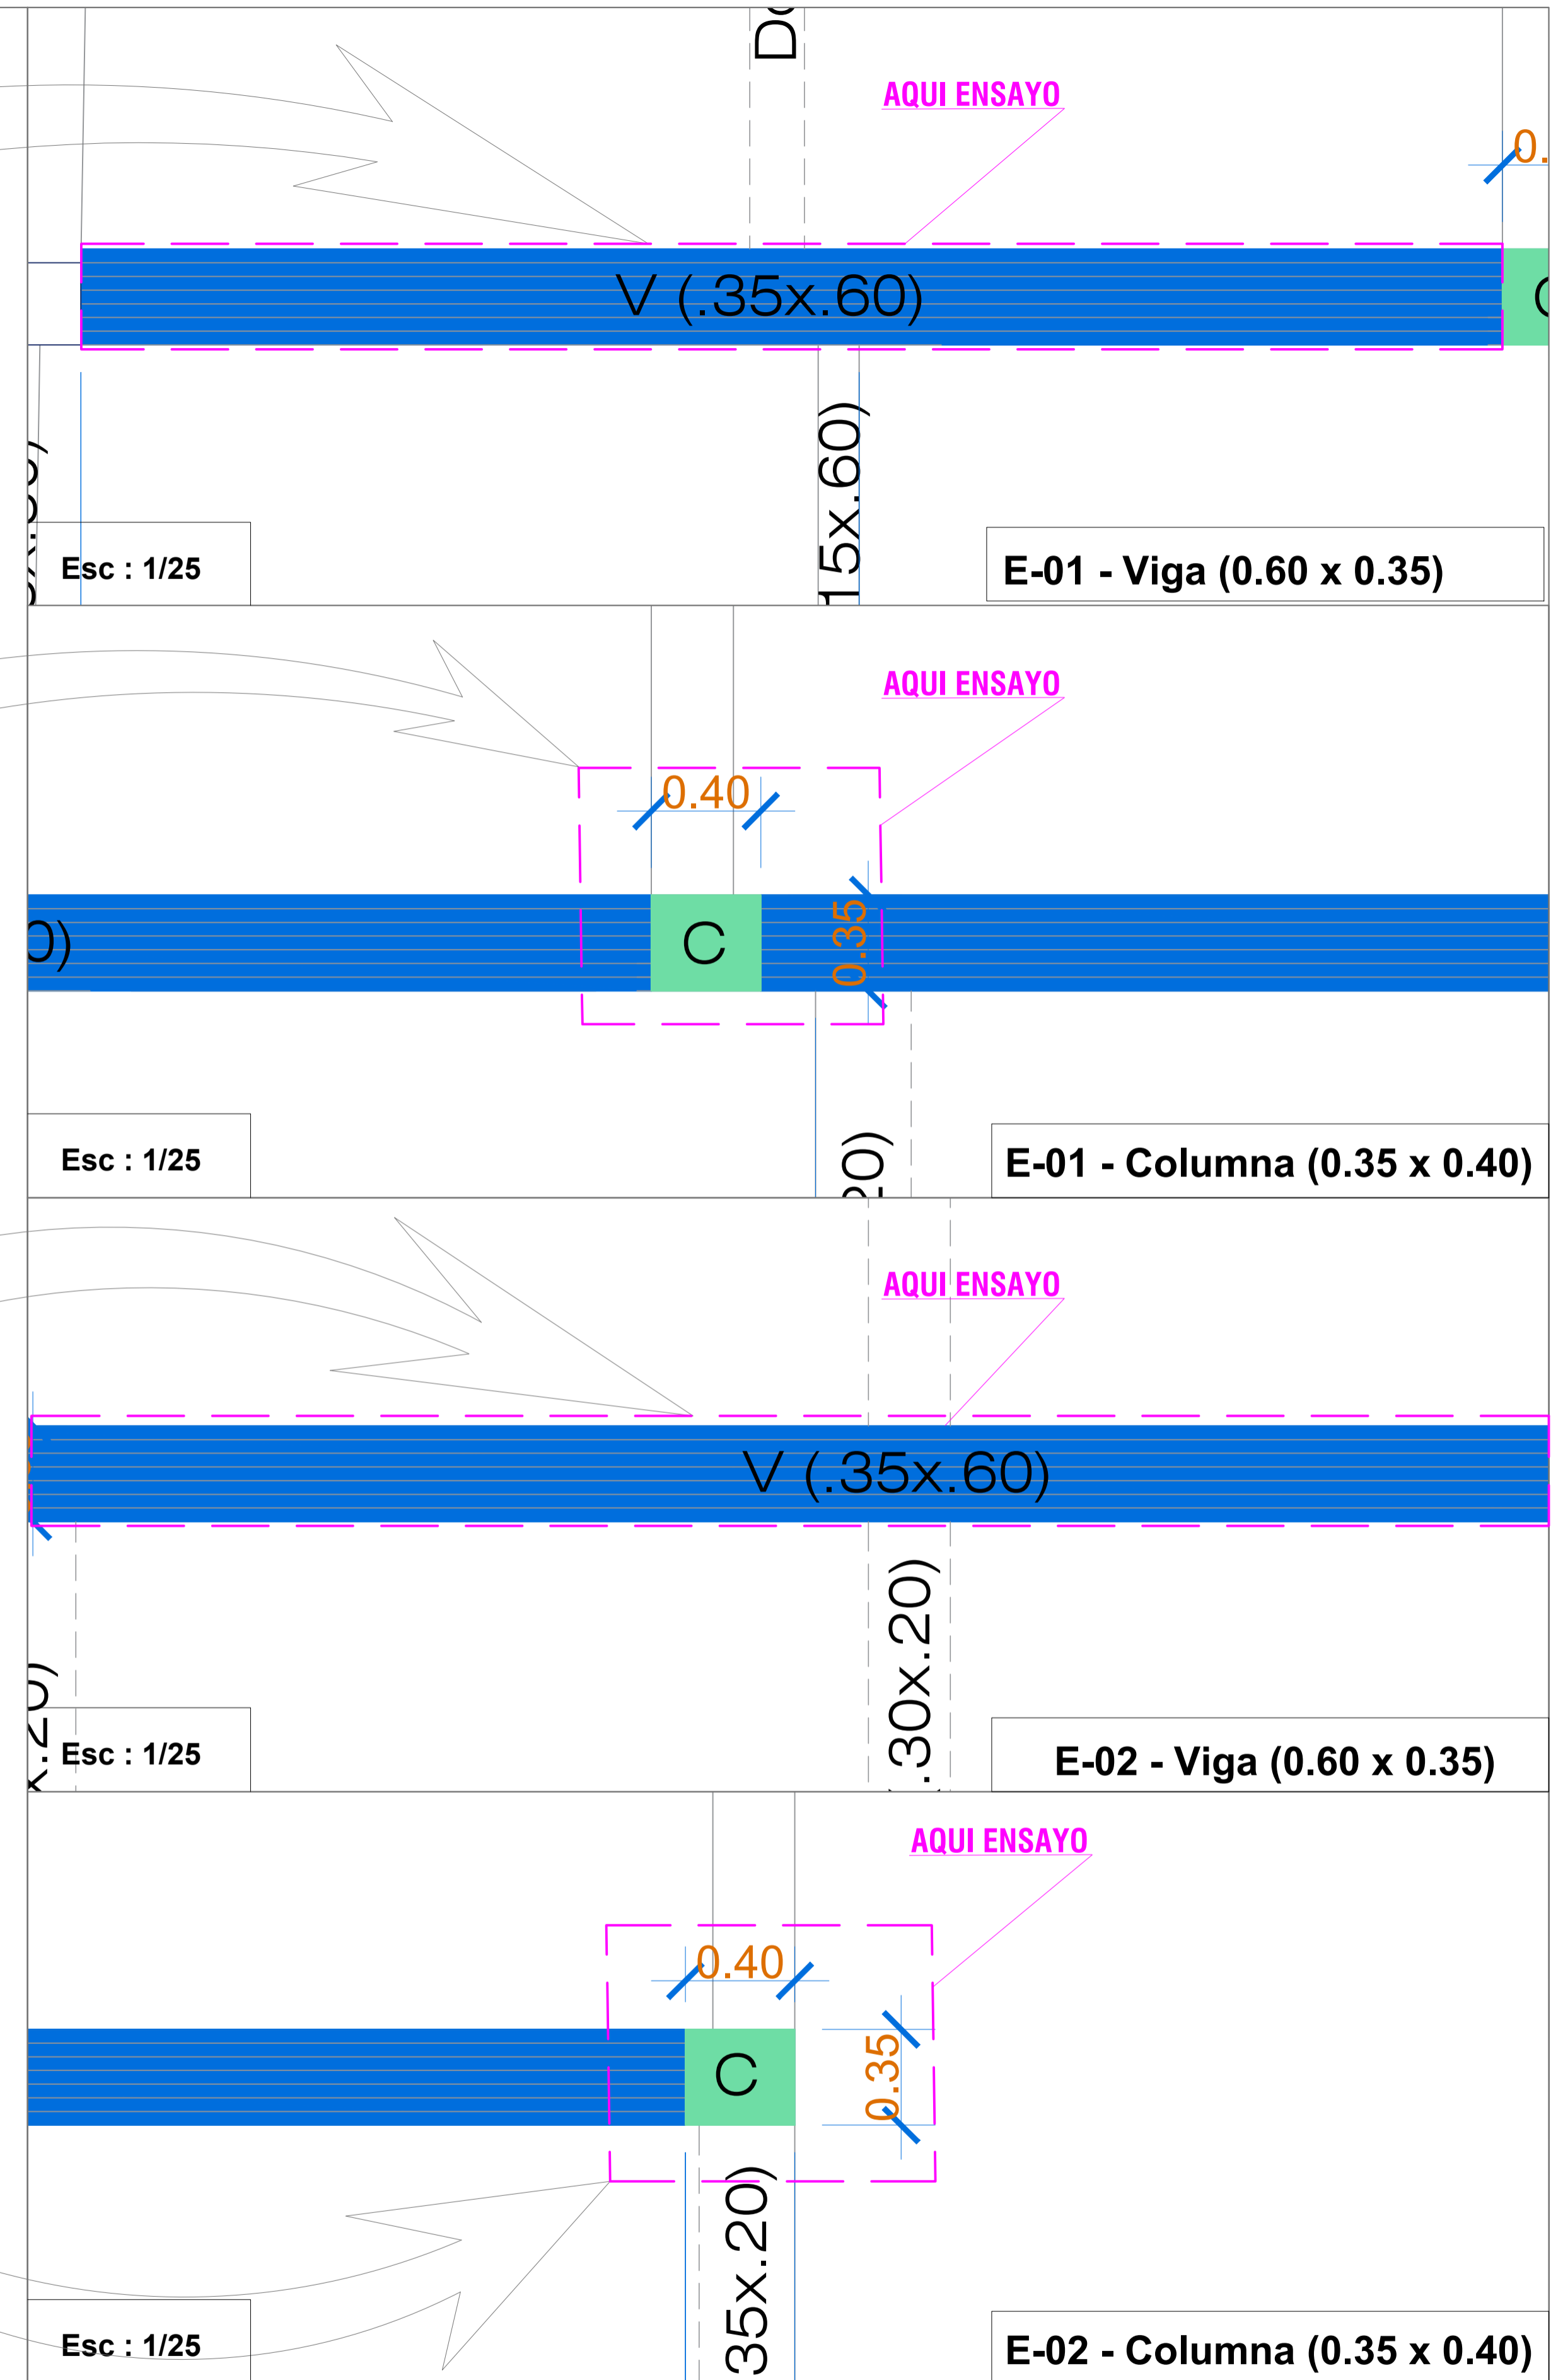 AQUI ENSAYO
0.
V (.35x.60)
15x.60)
Esc : 1/25
E-01 - Viga (0.60 x 0.35)
AQUI ENSAYO
0.40
0.35
0)
C
20)
Esc : 1/25
E-01 - Columna (0.35 x 0.40)
AQUI ENSAYO
V (.35x.60)
.30x.20)
x.20)
Esc : 1/25
E-02 - Viga (0.60 x 0.35)
AQUI ENSAYO
0.40
0.35
C
35x.20)
Esc : 1/25
E-02 - Columna (0.35 x 0.40)